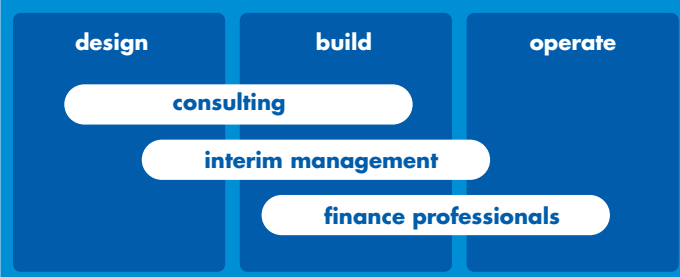 design build operate
consulting
interim management
finance professionals